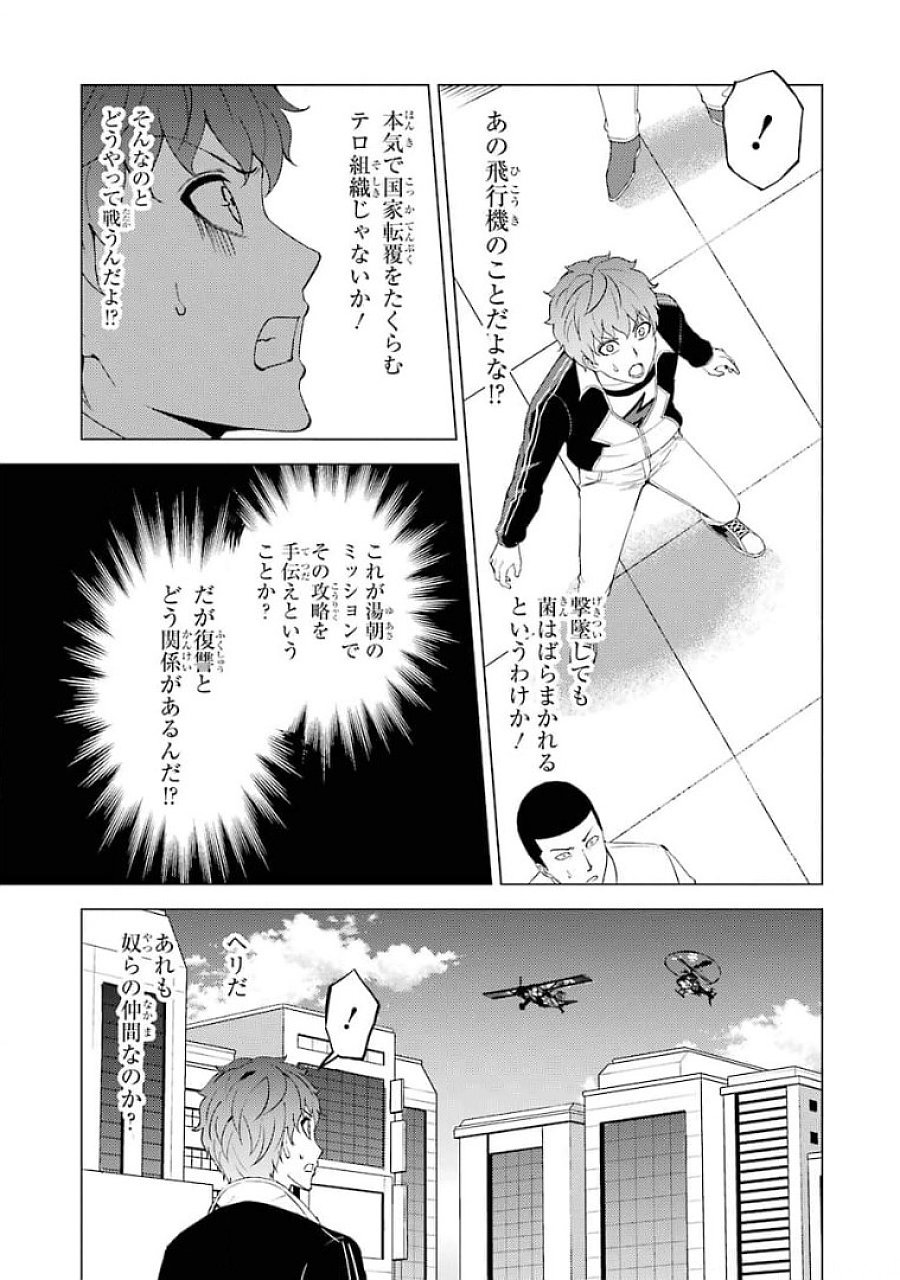 !
あの飛行機のことだよな!?
撃墜しても
菌はばらまかれる
というわけか!
本気で国家転覆をたくらむ
テロ組織じゃないか!
そんなのと
どうやって戦うんだよ!?
これが湯朝の
ミッションで
その攻略を
手伝えという
ことか?
だが復讐と
どう関係があるんだ!?
!
ヘリだ
あれも
奴らの仲間なのか?